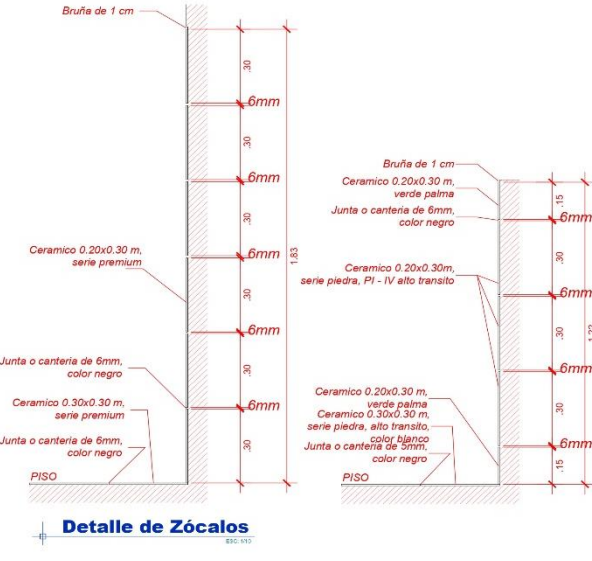 Bruña de 1 cm
.30
6mm
.30
6mm
.30
6mm
Ceramico 0.20x0.30 m,
serie premium
1.83
.30
6mm
.30
Junta o canteria de 6mm,
color negro
6mm
Ceramico 0.30x0.30 m,
serie premium
.30
Junta o canteria de 6mm,
color negro
PISO
Bruña de 1 cm
Ceramico 0.20x0.30 m,
verde palma
.15
Junta o canteria de 6mm,
color negro
6mm
.30
Ceramico 0.20x0.30m,
serie piedra, PI - IV alto transito
6mm
.30
6mm
Ceramico 0.20x0.30 m,
verde palma
.30
Ceramico 0.30x0.30 m,
serie piedra, alto transito,
color blanco
6mm
Junta o canteria de 5mm,
color negro
.15
PISO
Detalle de Zócalos